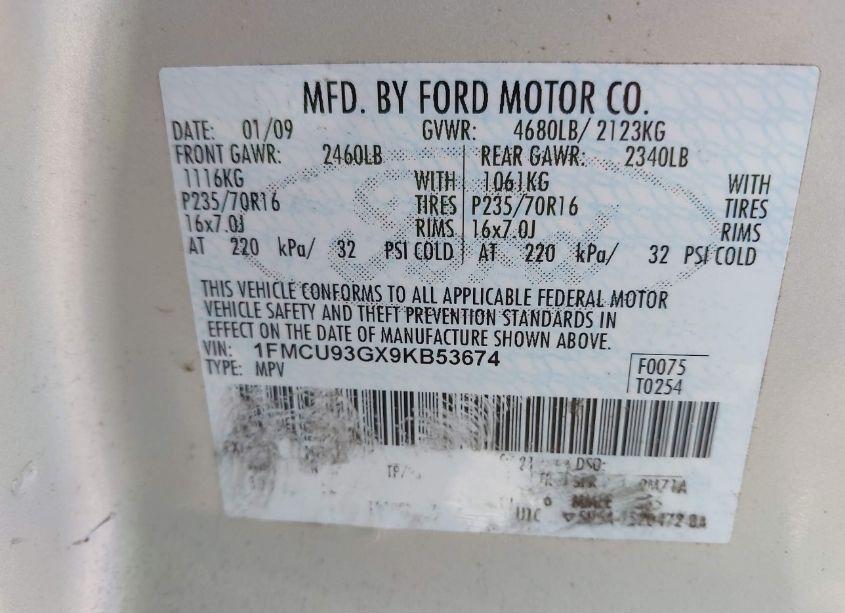 MFD. BY FORD MOTOR CO.
DATE: 01/09 GVWR: 4680LB/ 2123KG
FRONT GAWR: 2460LB REAR GAWR: 2340LB
1116KG WITH 1061KG WITH
P235/70R16 TIRES P235/70R16 TIRES
16x7.0J RIMS 16x7.0J RIMS
AT 220 kPa/ 32 PSI COLD AT 220 kPa/ 32 PSI COLD
THIS VEHICLE CONFORMS TO ALL APPLICABLE FEDERAL MOTOR
VEHICLE SAFETY AND THEFT PREVENTION STANDARDS IN
EFFECT ON THE DATE OF MANUFACTURE SHOWN ABOVE.
VIN: 1FMCU93GX9KB53674
TYPE: MPV F0075
T0254
DSO:
UTC